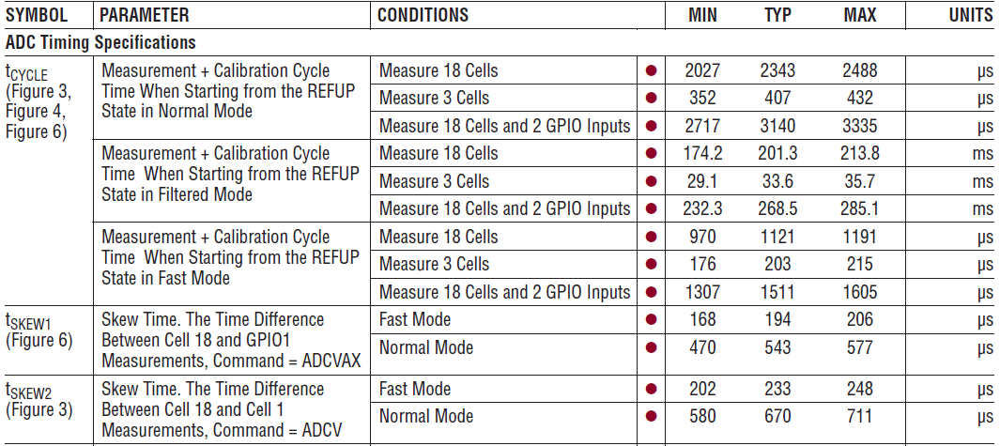 SYMBOL PARAMETER CONDITIONS MIN TYP MAX UNITS
ADC Timing Specifications
tCYCLE Measurement + Calibration Cycle Measure 18 Cells ● 2027 2343 2488 µs
(Figure 3, Time When Starting from the REFUP Measure 3 Cells ● 352 407 432 µs
Figure 4, State in Normal Mode Measure 18 Cells and 2 GPIO Inputs ● 2717 3140 3335 µs
Figure 6)
Measurement + Calibration Cycle Measure 18 Cells ● 174.2 201.3 213.8 ms
Time When Starting from the REFUP Measure 3 Cells ● 29.1 33.6 35.7 ms
State in Filtered Mode Measure 18 Cells and 2 GPIO Inputs ● 232.3 268.5 285.1 ms
Measurement + Calibration Cycle Measure 18 Cells ● 970 1121 1191 µs
Time When Starting from the REFUP Measure 3 Cells ● 176 203 215 µs
State in Fast Mode Measure 18 Cells and 2 GPIO Inputs ● 1307 1511 1605 µs
tSKEW1 Skew Time. The Time Difference Fast Mode ● 168 194 206 µs
(Figure 6) Between Cell 18 and GPIO1 Normal Mode ● 470 543 577 µs
Measurements, Command = ADCVAX
tSKEW2 Skew Time. The Time Difference Fast Mode ● 202 233 248 µs
(Figure 3) Between Cell 18 and Cell 1 Normal Mode ● 580 670 711 µs
Measurements, Command = ADCV